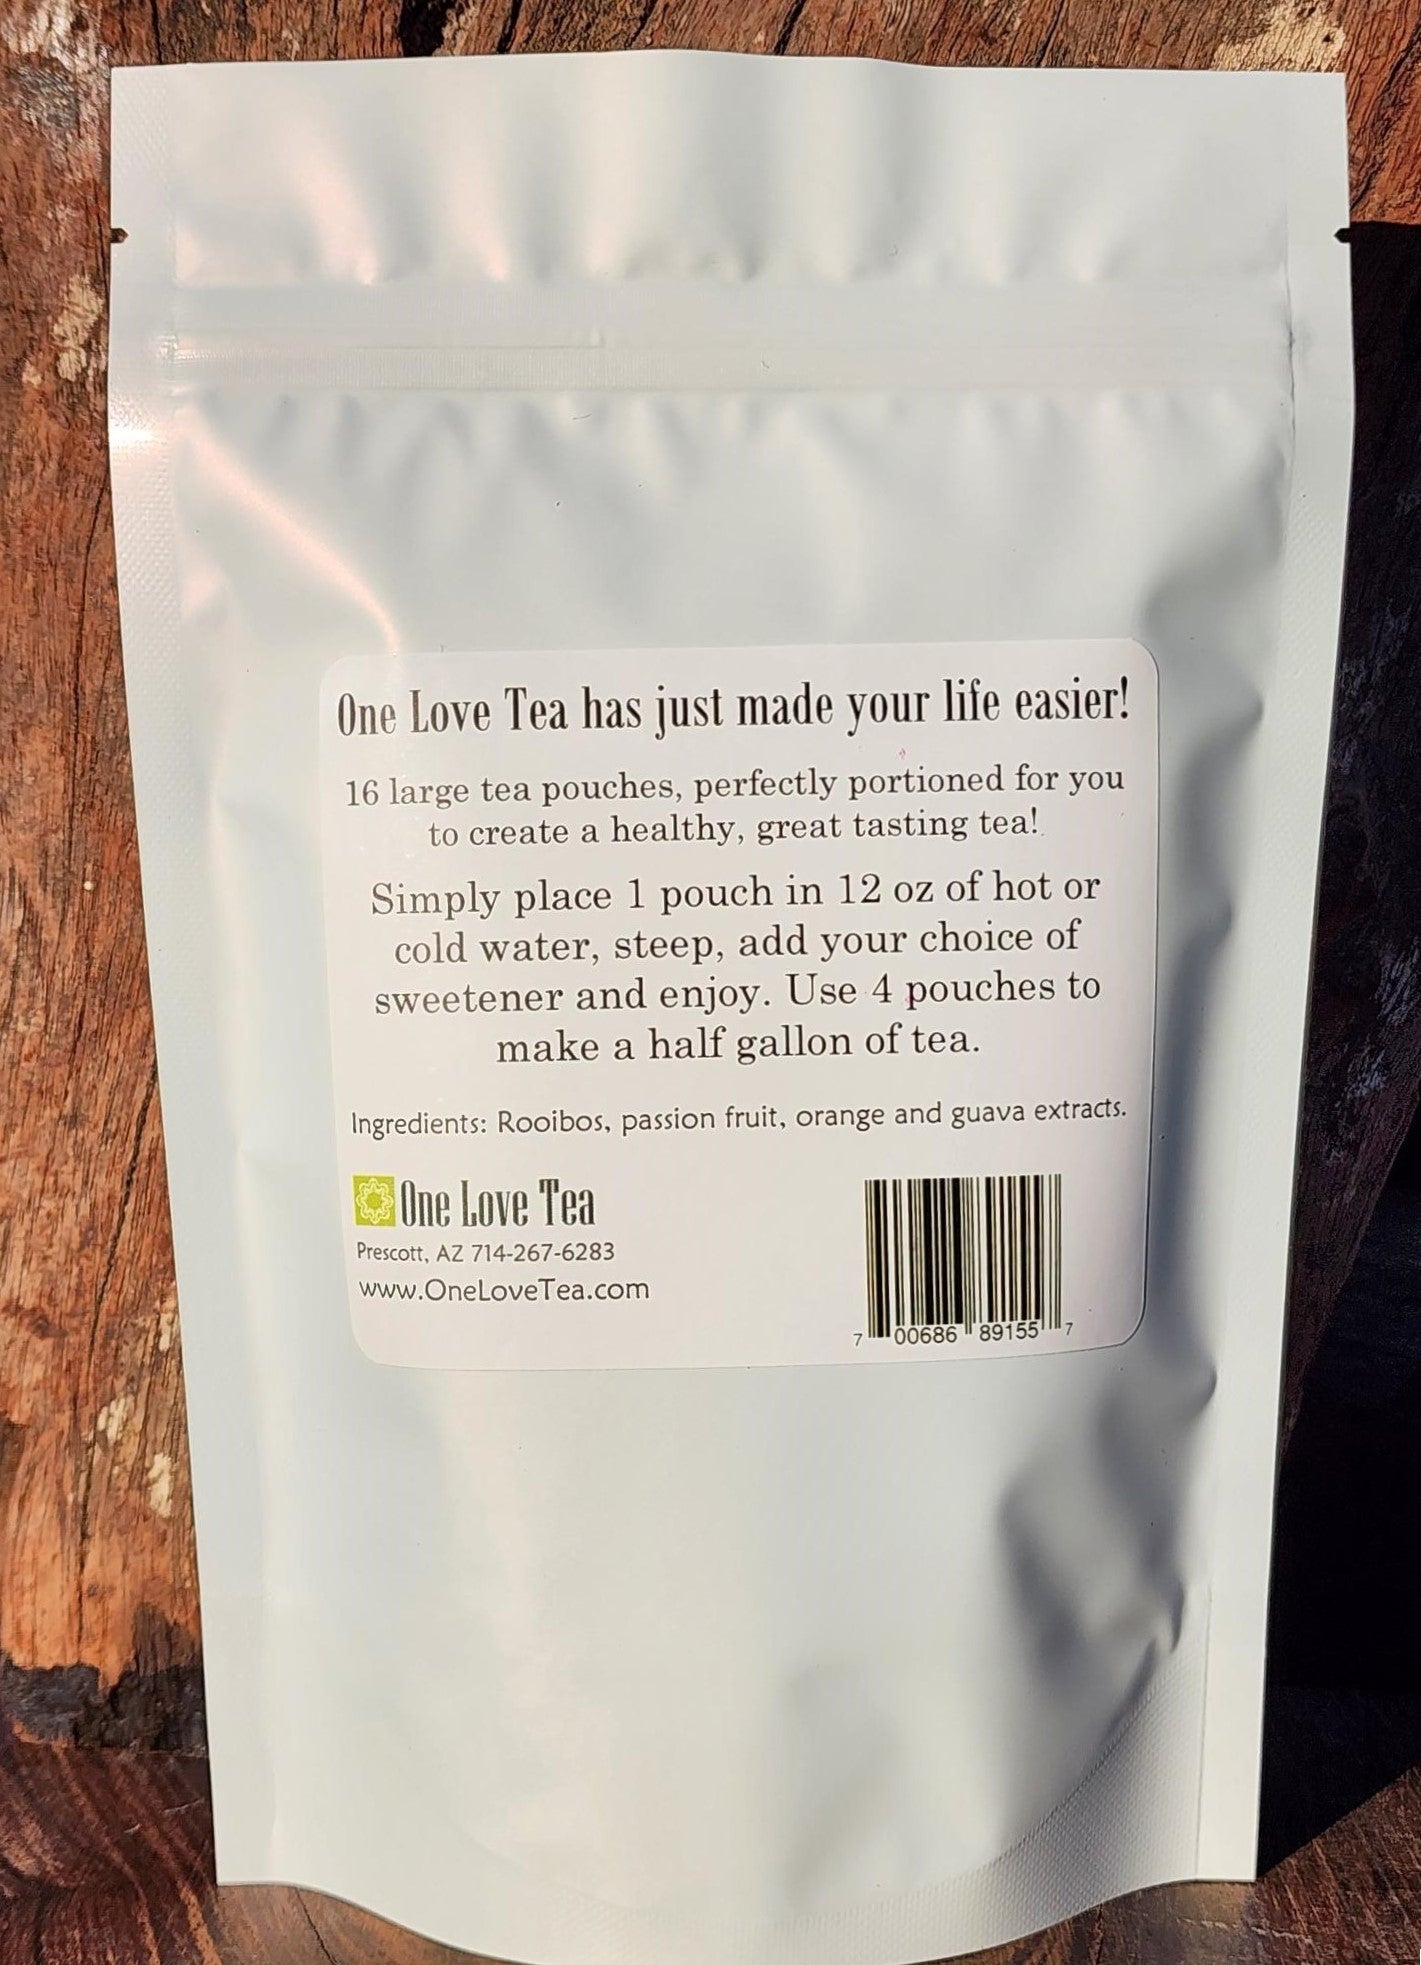 One Love Tea has just made your life easier!
16 large tea pouches, perfectly portioned for you
to create a healthy, great tasting tea!
Simply place 1 pouch in 12 oz of hot or
cold water, steep, add your choice of
sweetener and enjoy. Use 4 pouches to
make a half gallon of tea.
Ingredients: Rooibos, passion fruit, orange and guava extracts.
One Love Tea
Prescott, AZ 714-267-6283
www.OneLoveTea.com
7 00686 89155 7